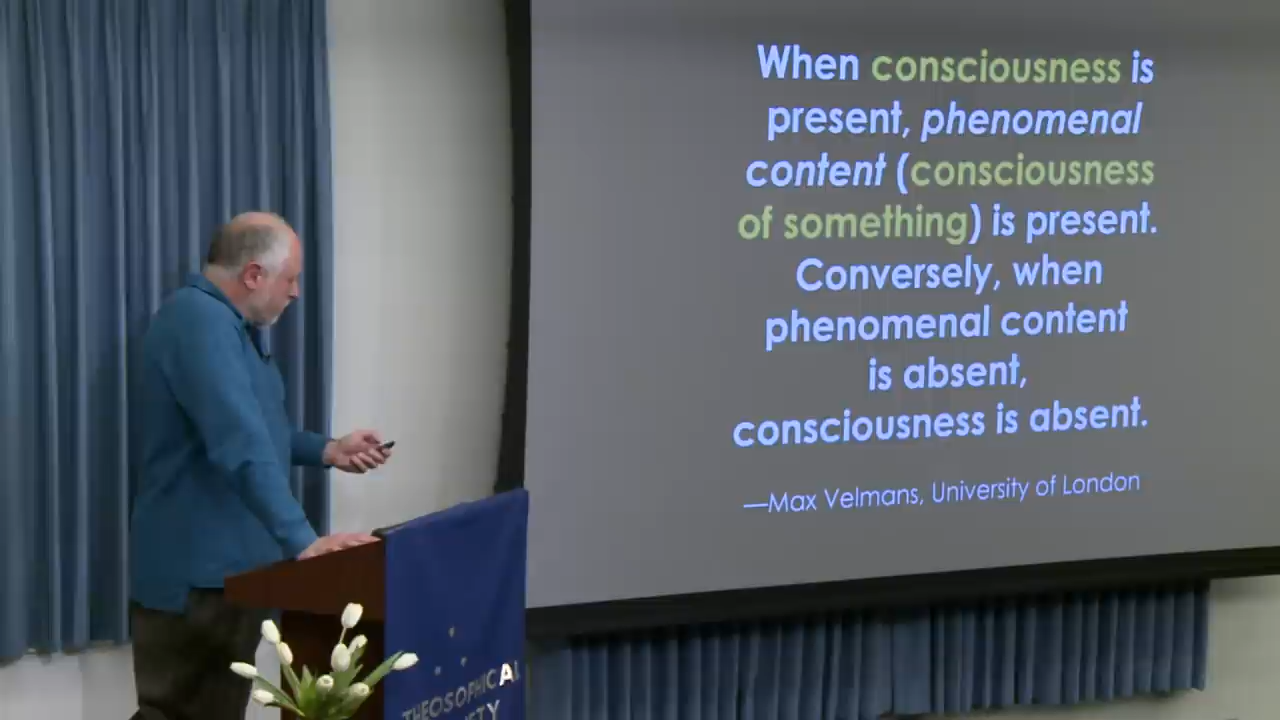 When consciousness is
present, phenomenal
content (consciousness
of something) is present.
Conversely, when
phenomenal content
is absent,
consciousness is absent.
—Max Velmans, University of London
THEOSOPHICAL